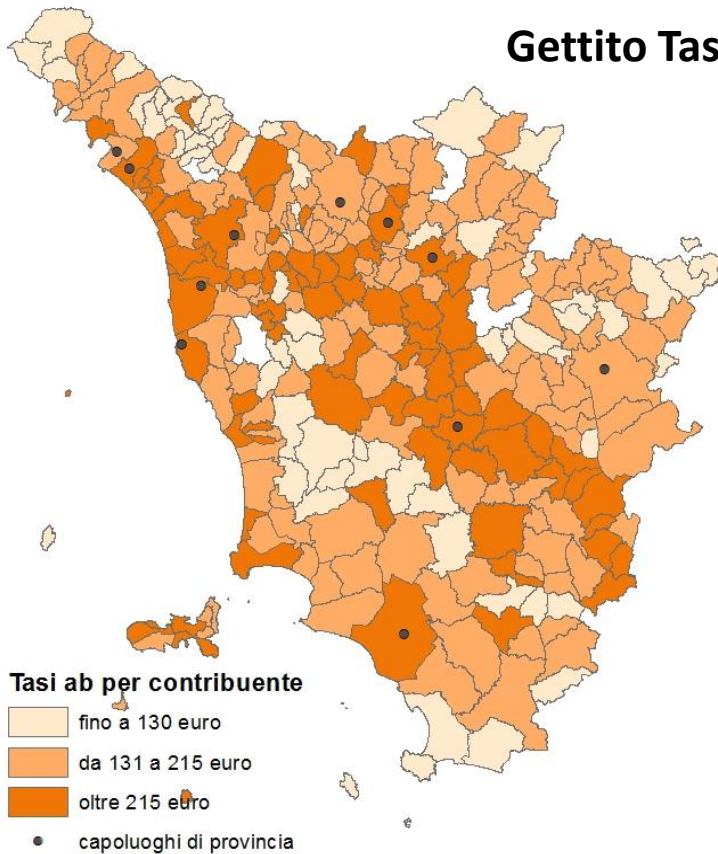 Gettito Tas
Tasi ab per contribuente
fino a 130 euro
da 131 a 215 euro
oltre 215 euro
capoluoghi di provincia